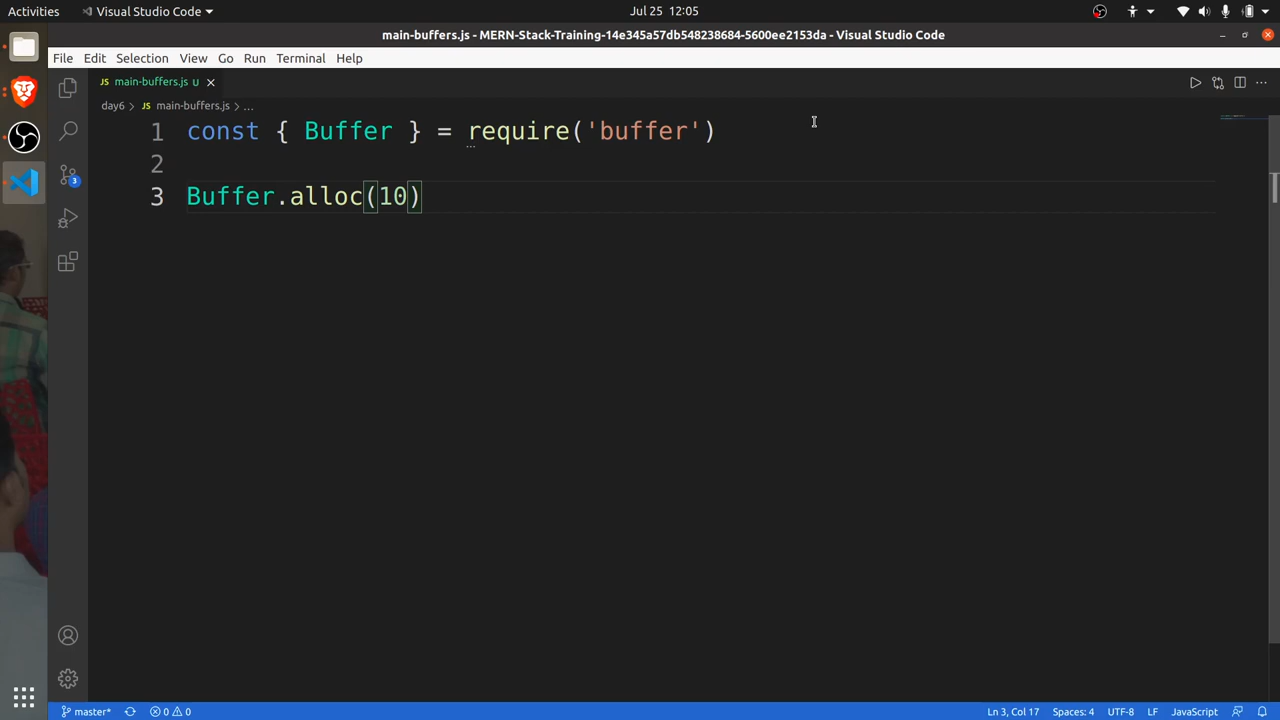 Activities
Visual Studio Code
Jul 25 12:05
main-buffers.js - MERN-Stack-Training-14e345a57db548238684-5600ee2153da - Visual Studio Code
File Edit Selection View Go Run Terminal Help
JS main-buffers.js U
day6 > JS main-buffers.js > ...
1 const { Buffer } = require('buffer')
2
3 Buffer.alloc(10)
3
master* 0 0 Ln 3, Col 17 Spaces: 4 UTF-8 LF JavaScript